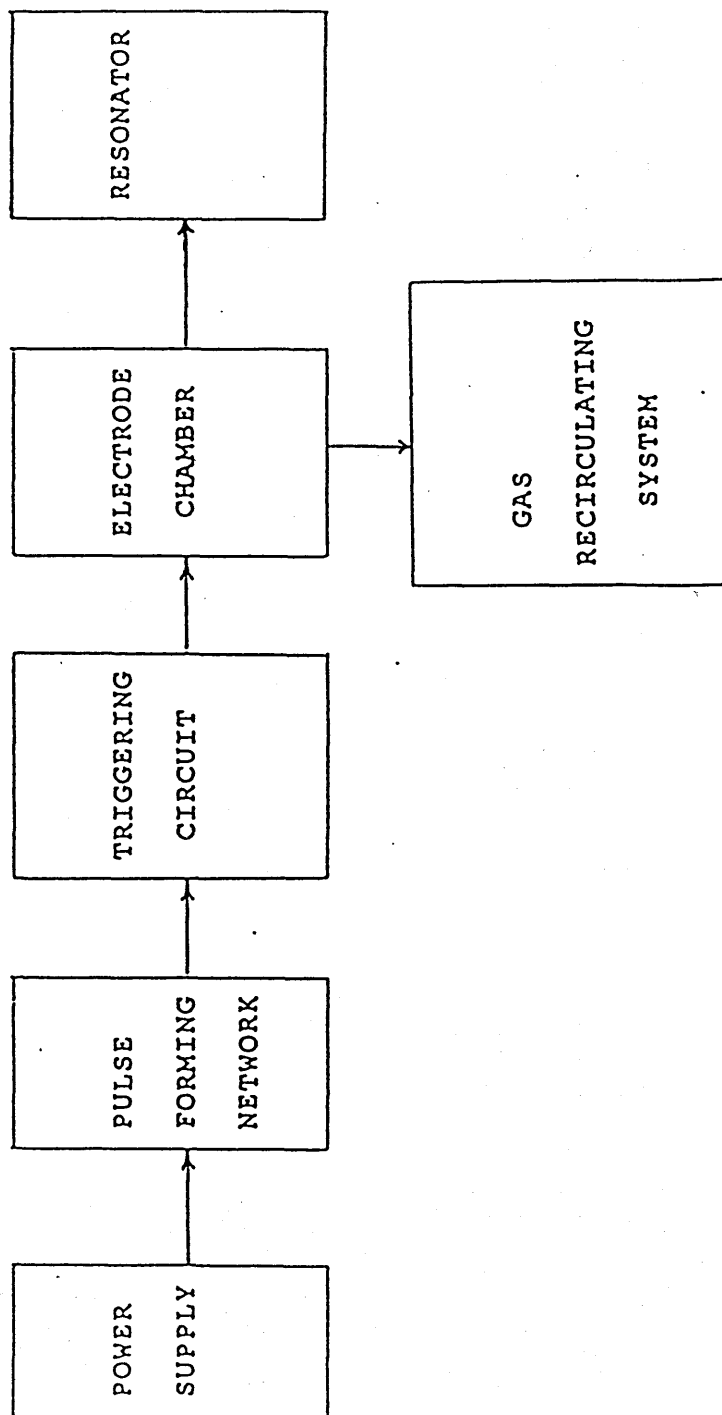 POWER
SUPPLY
PULSE
FORMING
NETWORK
TRIGGERING
CIRCUIT
ELECTRODE
CHAMBER
RESONATOR
GAS
RECIRCULATING
SYSTEM